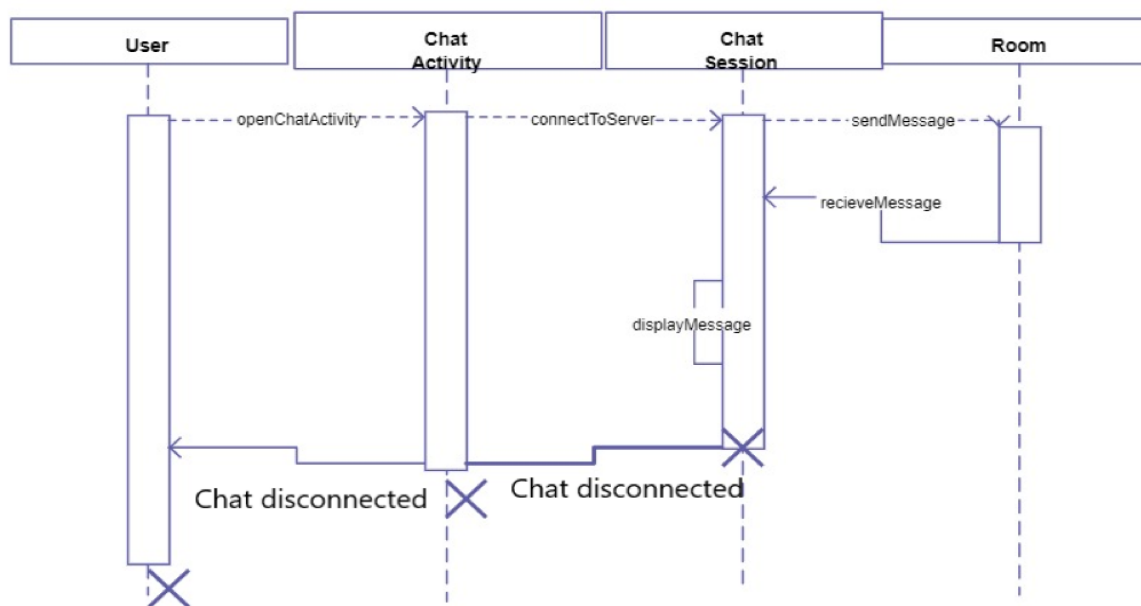 User
Chat
Activity
Chat
Session
Room
openChatActivity
connectToServer
sendMessage
recieveMessage
displayMessage
Chat disconnected
Chat disconnected